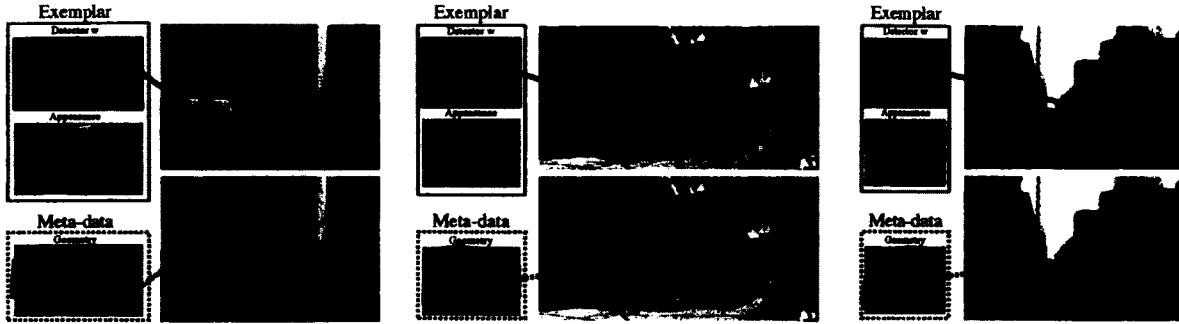 Exemplar
Detector w
Appearance
Meta-data
Geometry
Exemplar
Detector w
Appearance
Meta-data
Geometry
Exemplar
Detector w
Appearance
Meta-data
Geometry